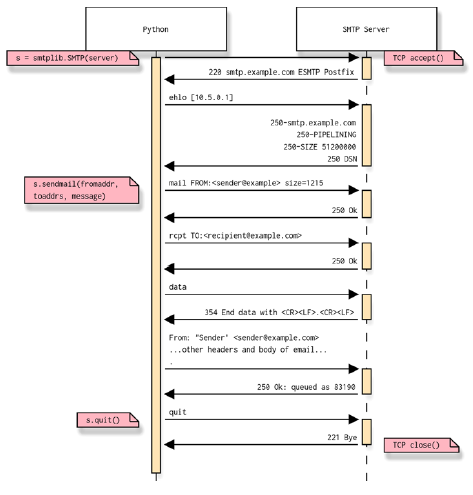 Python
SMTP Server
s = smtplib.SMTP(server)
TCP accept()
220 smtp.example.com ESMTP Postfix
ehlo [10.5.0.1]
250-smtp.example.com
250-PIPELINING
250-SIZE 51200000
250 DSN
s.sendmail(fromaddr,
toaddrs, message)
mail FROM:<sender@example> size=1215
250 Ok
rcpt TO:<recipient@example.com>
250 Ok
data
354 End data with <CR><LF>.<CR><LF>
From: "Sender" <sender@example.com>
...other headers and body of email...
.
250 Ok: queued as 83190
s.quit()
quit
221 Bye
TCP close()